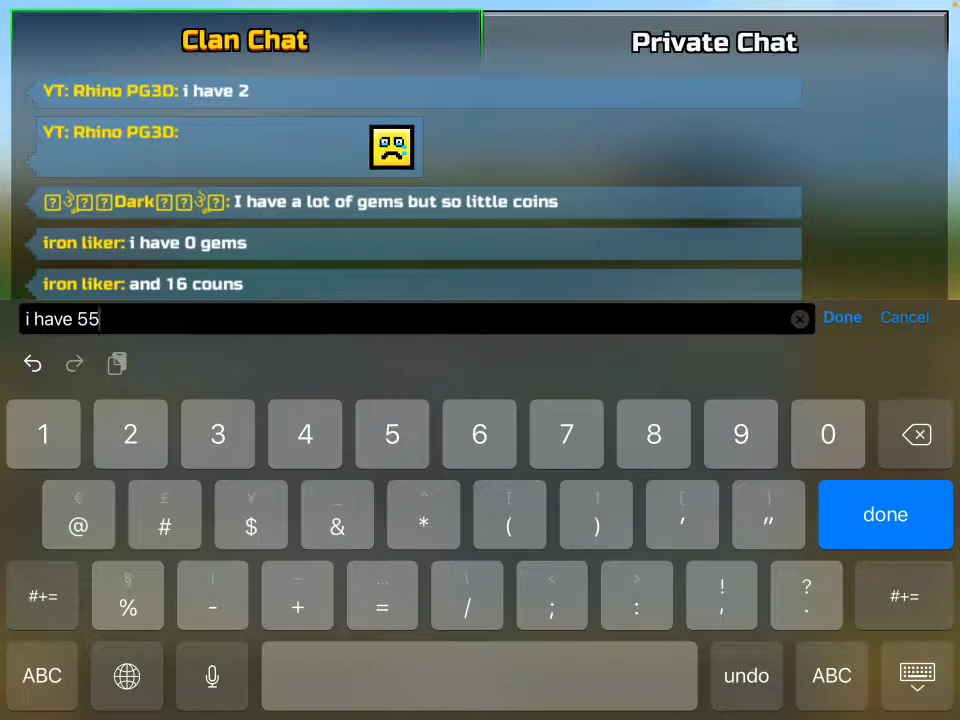 Clan Chat
Private Chat
YT: Rhino PG3D: i have 2
YT: Rhino PG3D:
Dark: I have a lot of gems but so little coins
iron liker: i have 0 gems
iron liker: and 16 couns
i have 55
Done
Cancel
1 2 3 4 5 6 7 8 9 0
€ £ ¥ _ ^ [ ] { }
@ # $ & * ( ) ' "
done
§ | ~ … \ < > ! ?
#+= % - + = / ; : , . #+=
ABC
undo
ABC